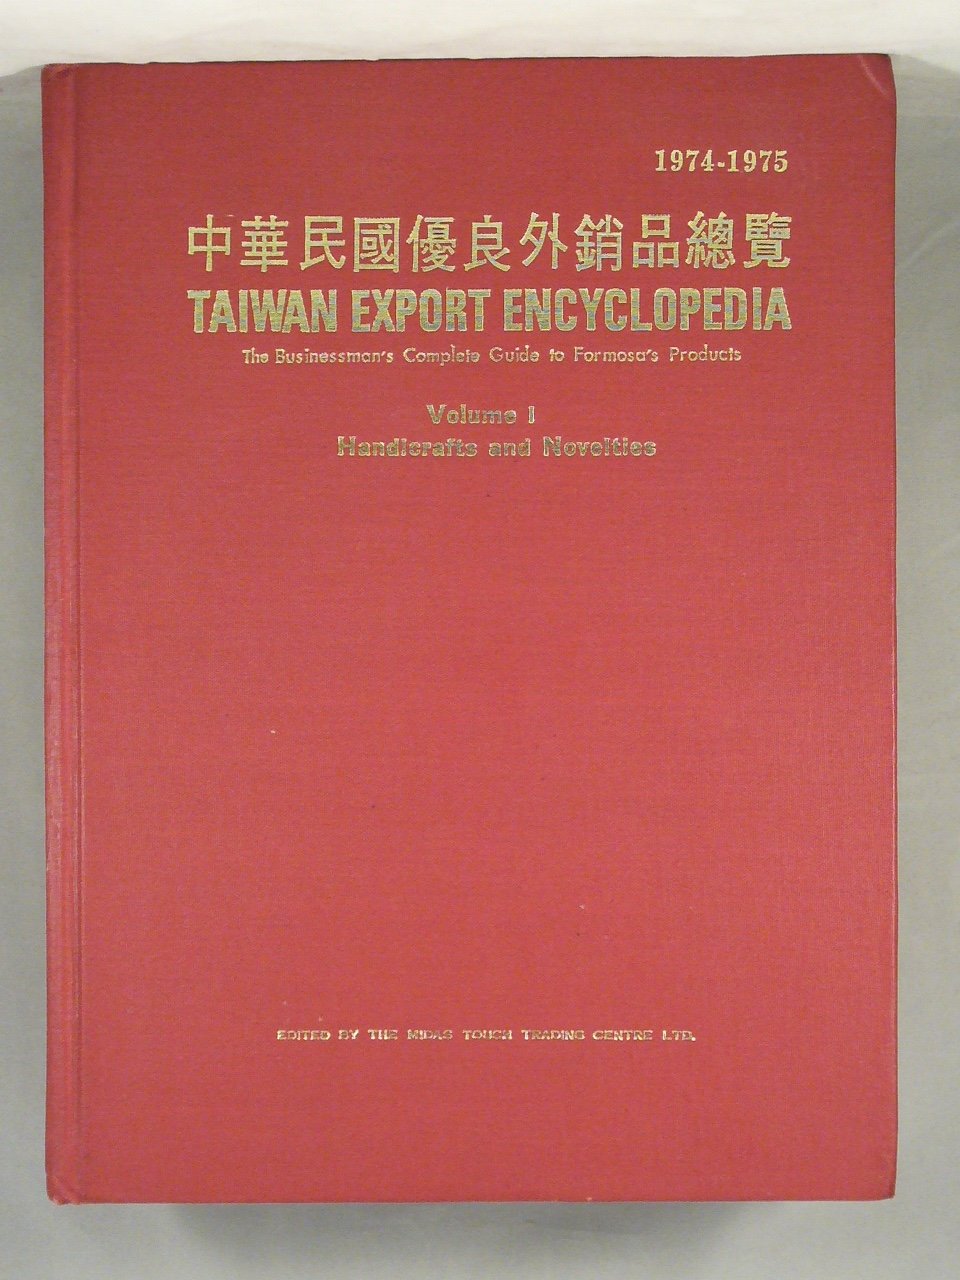 1974-1975
中華民國優良外銷品總覽
TAIWAN EXPORT ENCYCLOPEDIA
The Businessman's Complete Guide to Formosa's Products
Volume I
Handicrafts and Novelties
EDITED BY THE MIDAS TOUCH TRADING CENTRE LTD.